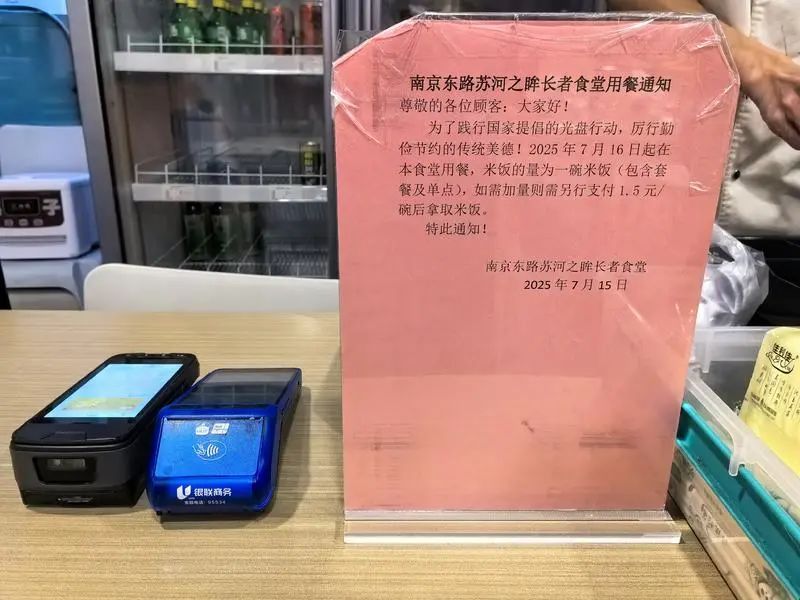 南京东路苏河之眸长者食堂用餐通知
尊敬的各位顾客：大家好！
为了践行国家提倡的光盘行动，厉行勤
俭节约的传统美德！2025 年 7 月 16 日起在
本食堂用餐，米饭的量为一碗米饭（包含套
餐及单点），如需加量则需另行支付 1.5 元/
碗后拿取米饭。
特此通知！
南京东路苏河之眸长者食堂
2025 年 7 月 15 日
银联商务
95534
子